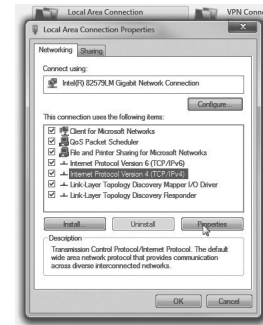 Local Area Connection
VPN Conne
Local Area Connection Properties
Networking
Sharing
Connect using:
Intel(R) 82579LM Gigabit Network Connection
Configure...
This connection uses the following items:
Client for Microsoft Networks
QoS Packet Scheduler
File and Printer Sharing for Microsoft Networks
Internet Protocol Version 6 (TCP/IPv6)
Internet Protocol Version 4 (TCP/IPv4)
Link-Layer Topology Discovery Mapper I/O Driver
Link-Layer Topology Discovery Responder
Install...
Uninstall
Properties
Description
Transmission Control Protocol/Internet Protocol. The default
wide area network protocol that provides communication
across diverse interconnected networks.
OK
Cancel